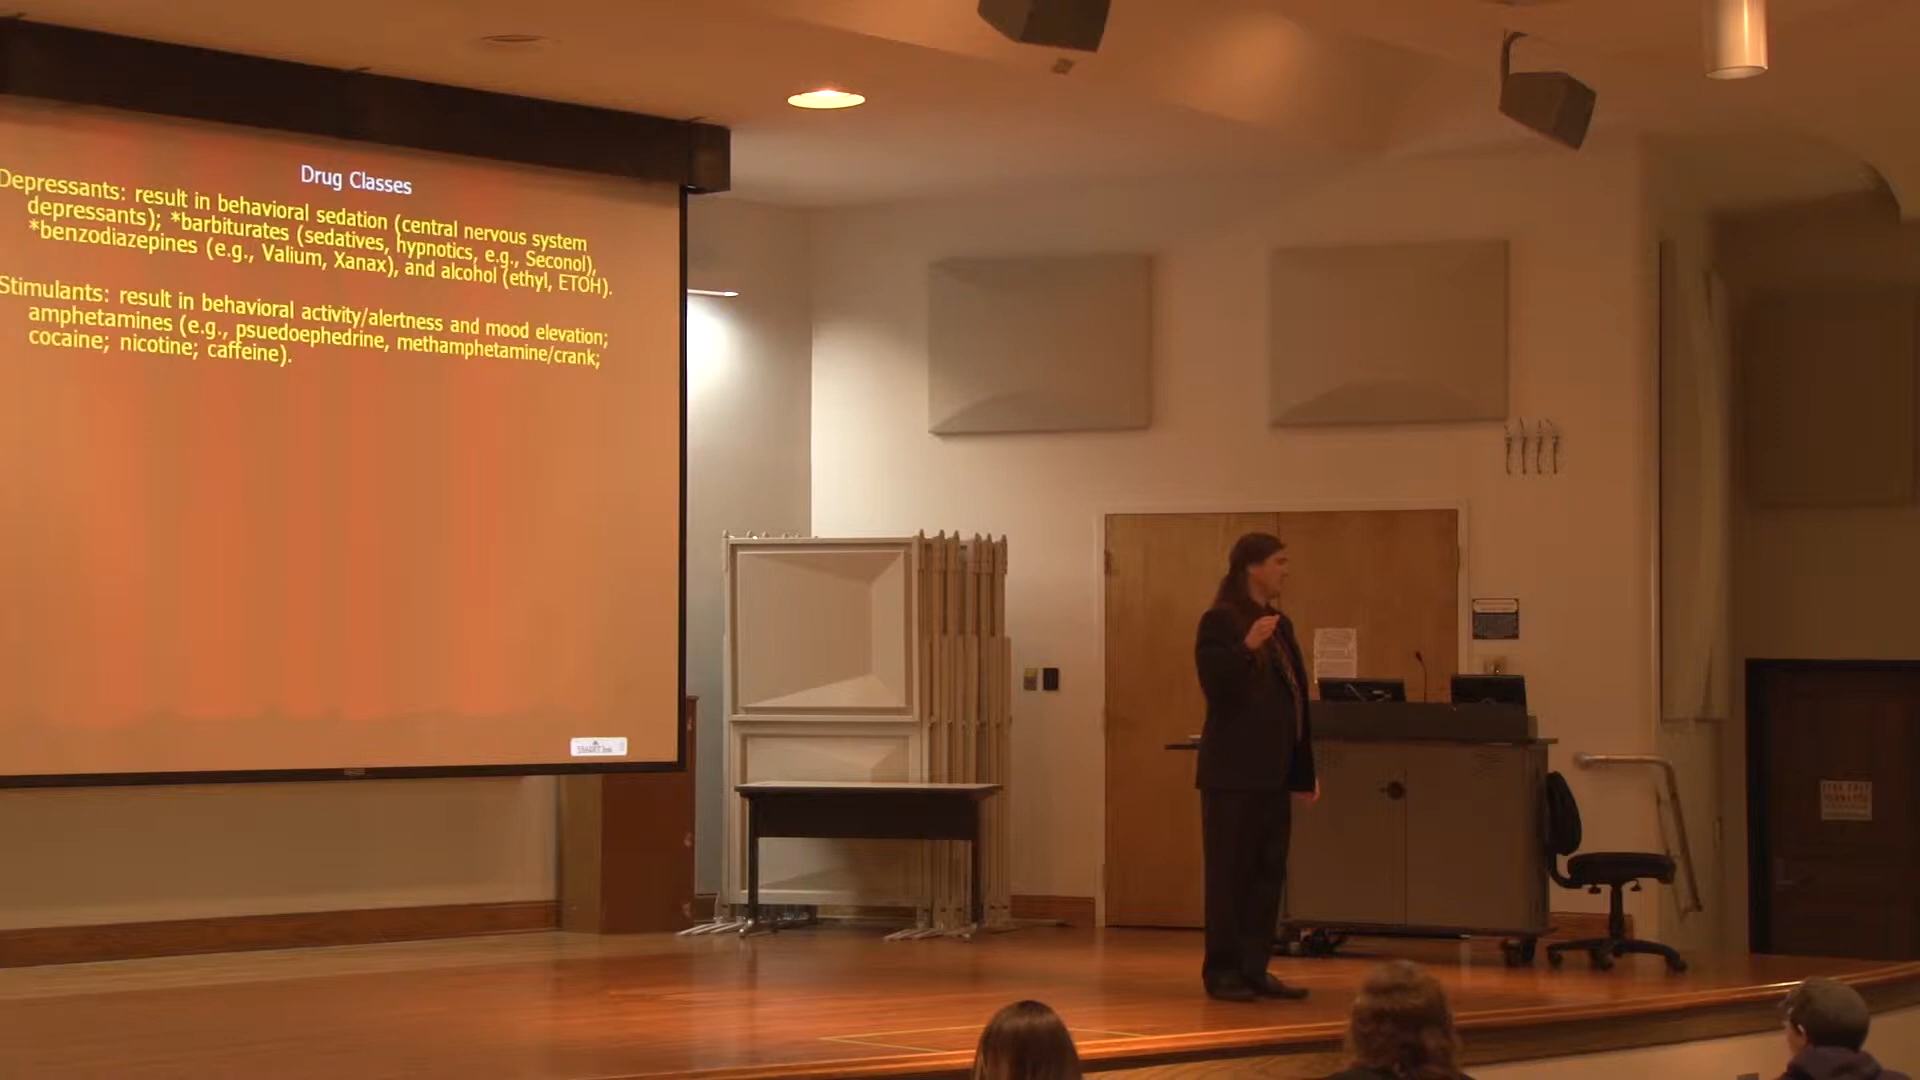 Drug Classes
Depressants: result in behavioral sedation (central nervous system
depressants); *barbiturates (sedatives, hypnotics, e.g., Seconol),
*benzodiazepines (e.g., Valium, Xanax), and alcohol (ethyl, ETOH).
Stimulants: result in behavioral activity/alertness and mood elevation;
amphetamines (e.g., psuedoephedrine, methamphetamine/crank;
cocaine; nicotine; caffeine).